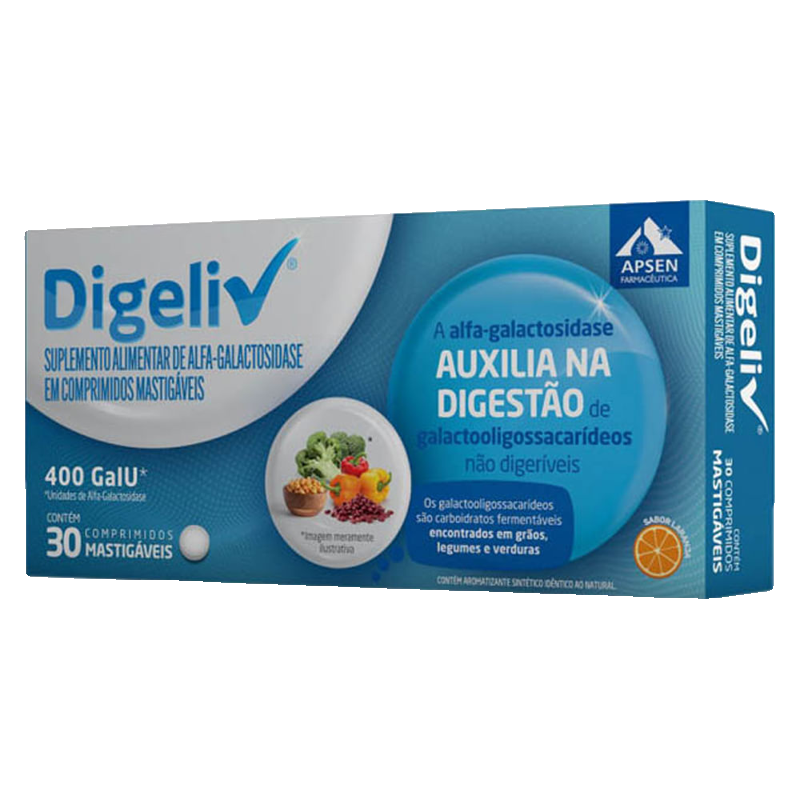 Digeliv®
SUPLEMENTO ALIMENTAR DE ALFA-GALACTOSIDASE
EM COMPRIMIDOS MASTIGÁVEIS
400 GalU*
*Unidades de Alfa-Galactosidase
CONTÉM
30 COMPRIMIDOS
MASTIGÁVEIS
*
*Imagem meramente
ilustrativa
A alfa-galactosidase
AUXILIA NA
DIGESTÃO de
galactooligossacarídeos
não digeríveis
Os galactooligossacarídeos
são carboidratos fermentáveis
encontrados em grãos,
legumes e verduras
CONTÉM AROMATIZANTE SINTÉTICO IDÊNTICO AO NATURAL
APSEN
FARMACÊUTICA
SABOR LARANJA
Digeliv®
SUPLEMENTO ALIMENTAR DE ALFA-GALACTOSIDASE
EM COMPRIMIDOS MASTIGÁVEIS
CONTÉM
30 COMPRIMIDOS
MASTIGÁVEIS